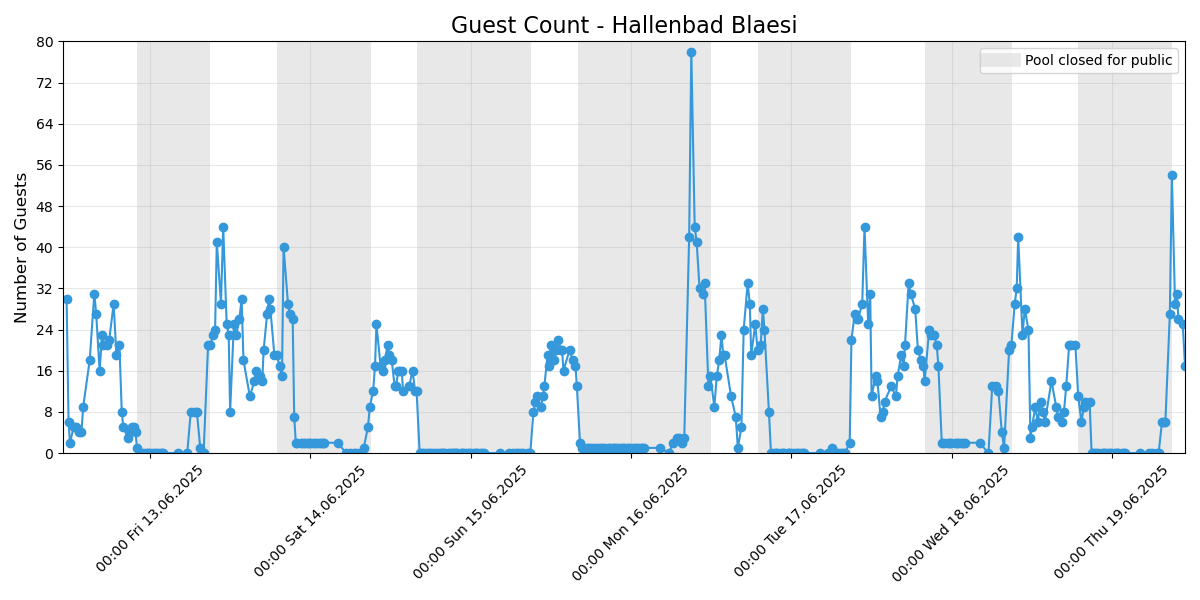 Guest Count - Hallenbad Blaesi
Pool closed for public
Number of Guests
80
72
64
56
48
40
32
24
16
8
0
00:00 Fri 13.06.2025
00:00 Sat 14.06.2025
00:00 Sun 15.06.2025
00:00 Mon 16.06.2025
00:00 Tue 17.06.2025
00:00 Wed 18.06.2025
00:00 Thu 19.06.2025